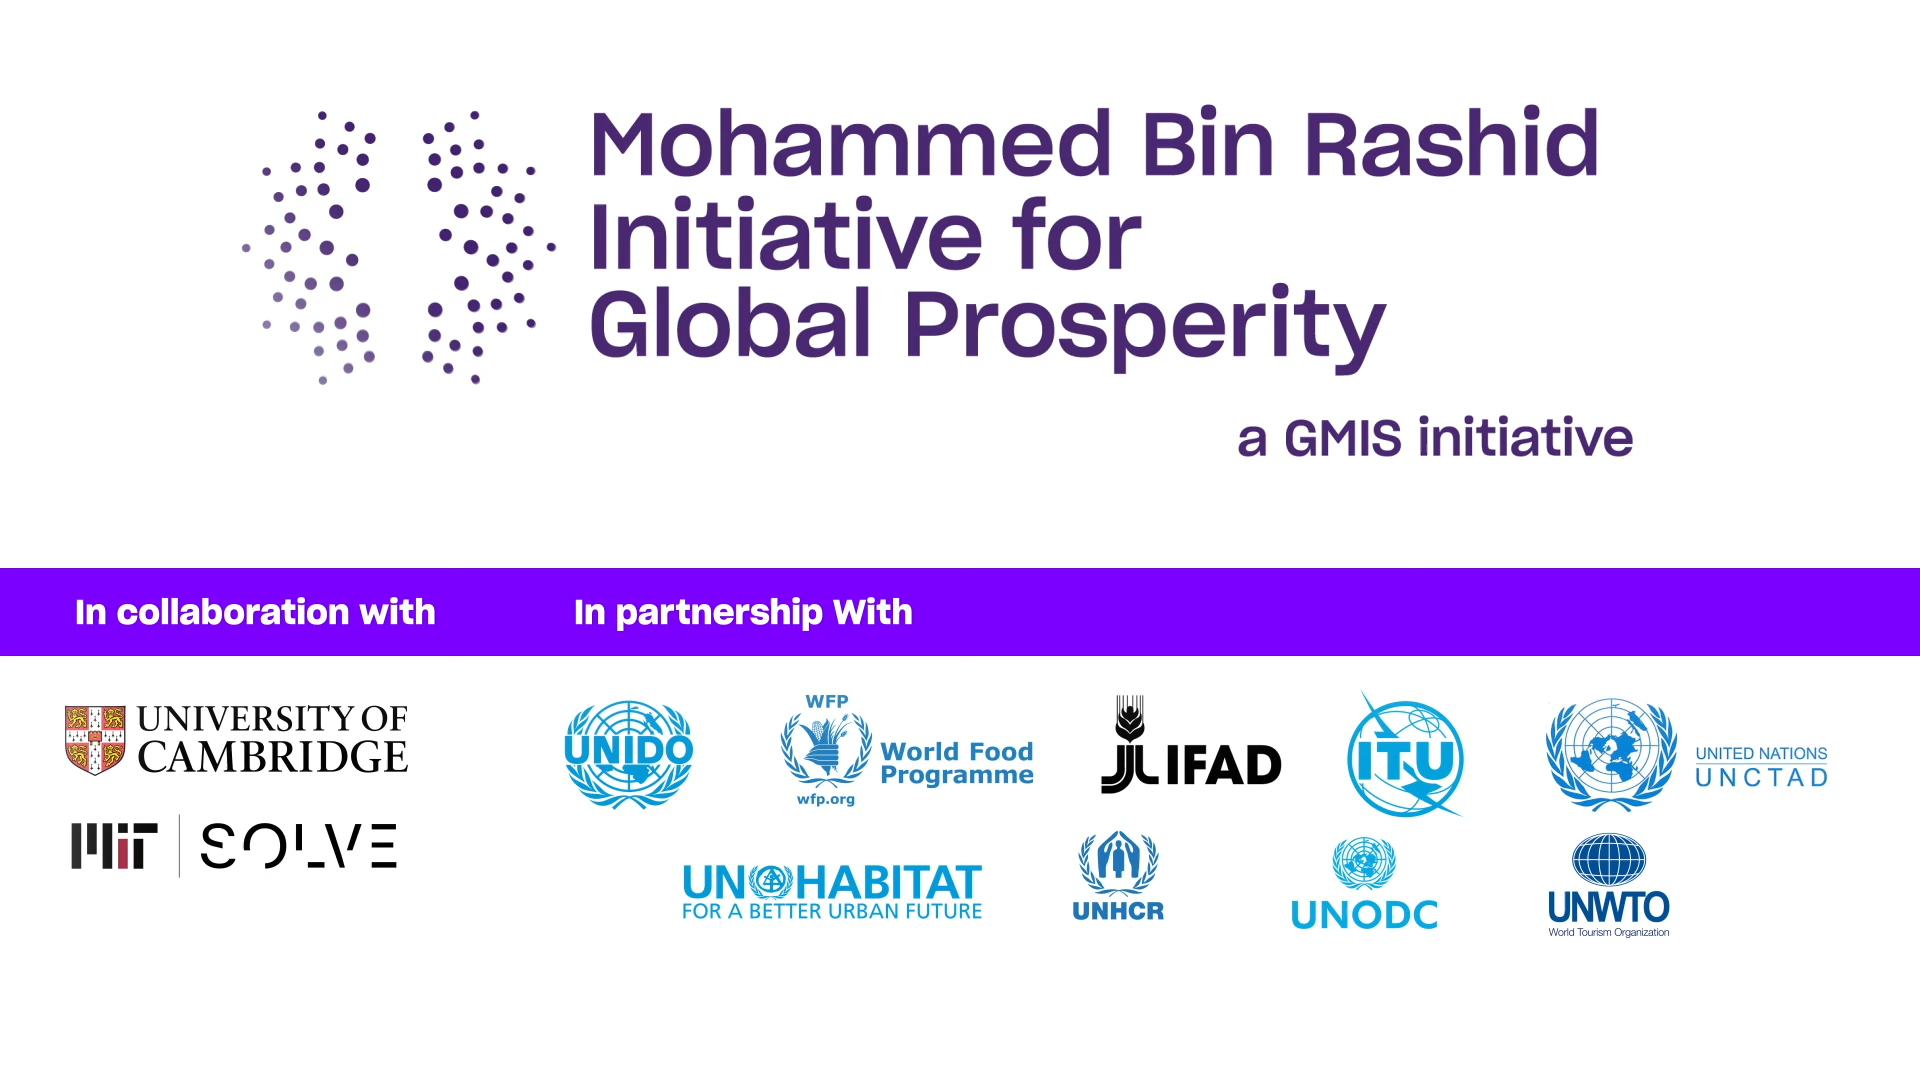 Mohammed Bin Rashid
Initiative for
Global Prosperity
a GMIS initiative
In collaboration with
In partnership With
UNIVERSITY OF
CAMBRIDGE
MIT SOLVE
UNIDO
WFP
World Food
Programme
wfp.org
IFAD
ITU
UNITED NATIONS
UNCTAD
UN HABITAT
FOR A BETTER URBAN FUTURE
UNHCR
UNODC
UNWTO
World Tourism Organization